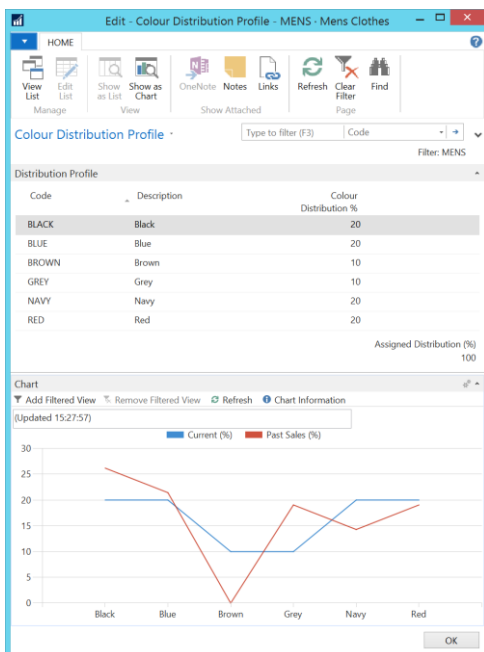 Edit - Colour Distribution Profile - MENS · Mens Clothes
HOME
View List
Edit List
Show as List
Show as Chart
OneNote
Notes
Links
Refresh
Clear Filter
Find
Manage
View
Show Attached
Page
Colour Distribution Profile
Type to filter (F3)
Code
Filter: MENS
Distribution Profile
Code Description Colour Distribution %
BLACK Black 20
BLUE Blue 20
BROWN Brown 10
GREY Grey 10
NAVY Navy 20
RED Red 20
Assigned Distribution (%)
100
Chart
Add Filtered View Remove Filtered View Refresh Chart Information
(Updated 15:27:57)
Current (%) Past Sales (%)
30
25
20
15
10
5
0
Black Blue Brown Grey Navy Red
OK